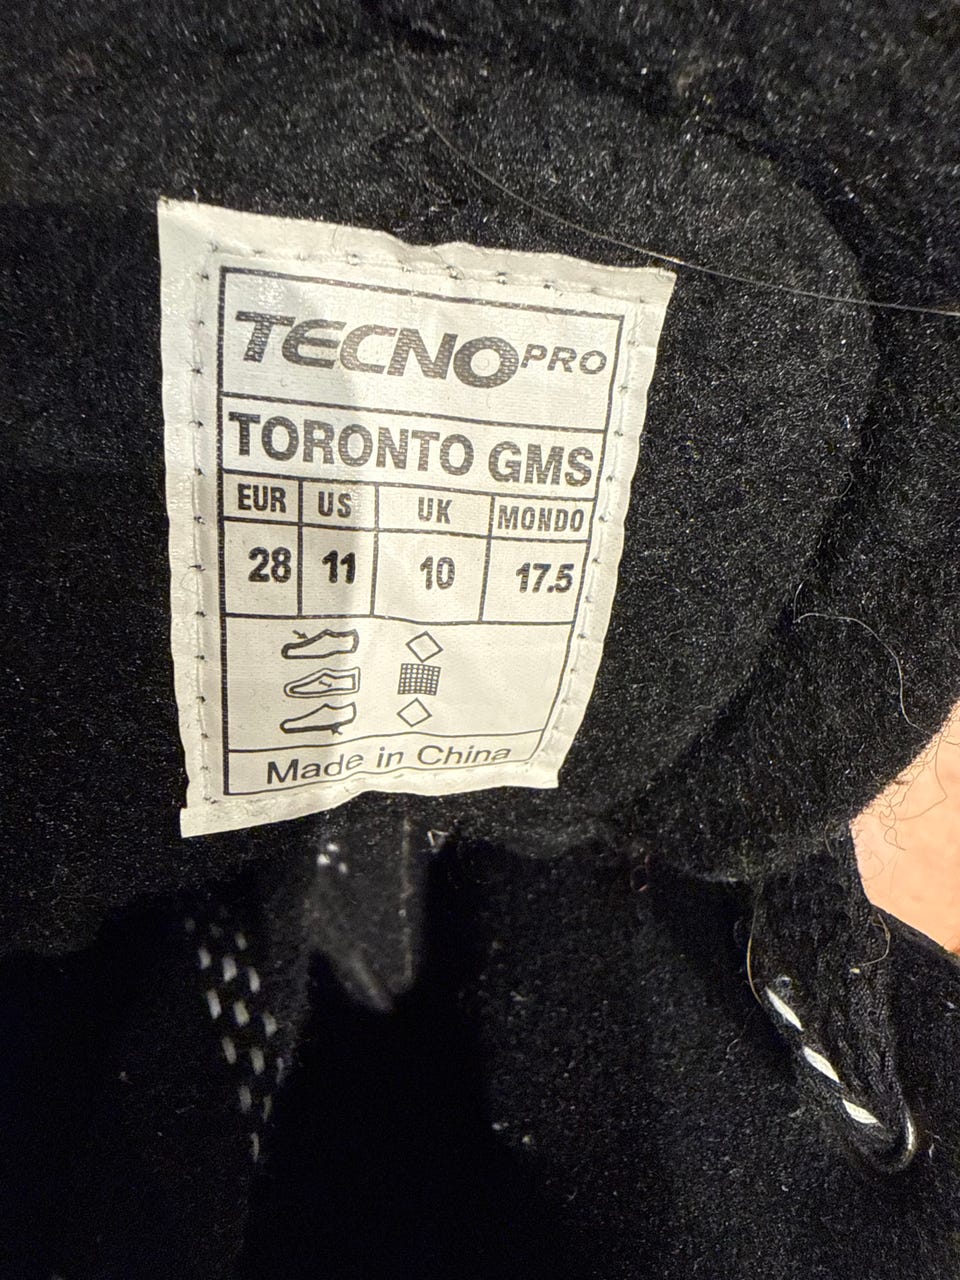 TECNO PRO
TORONTO GMS
EUR US UK MONDO
28 11 10 17.5
Made in China